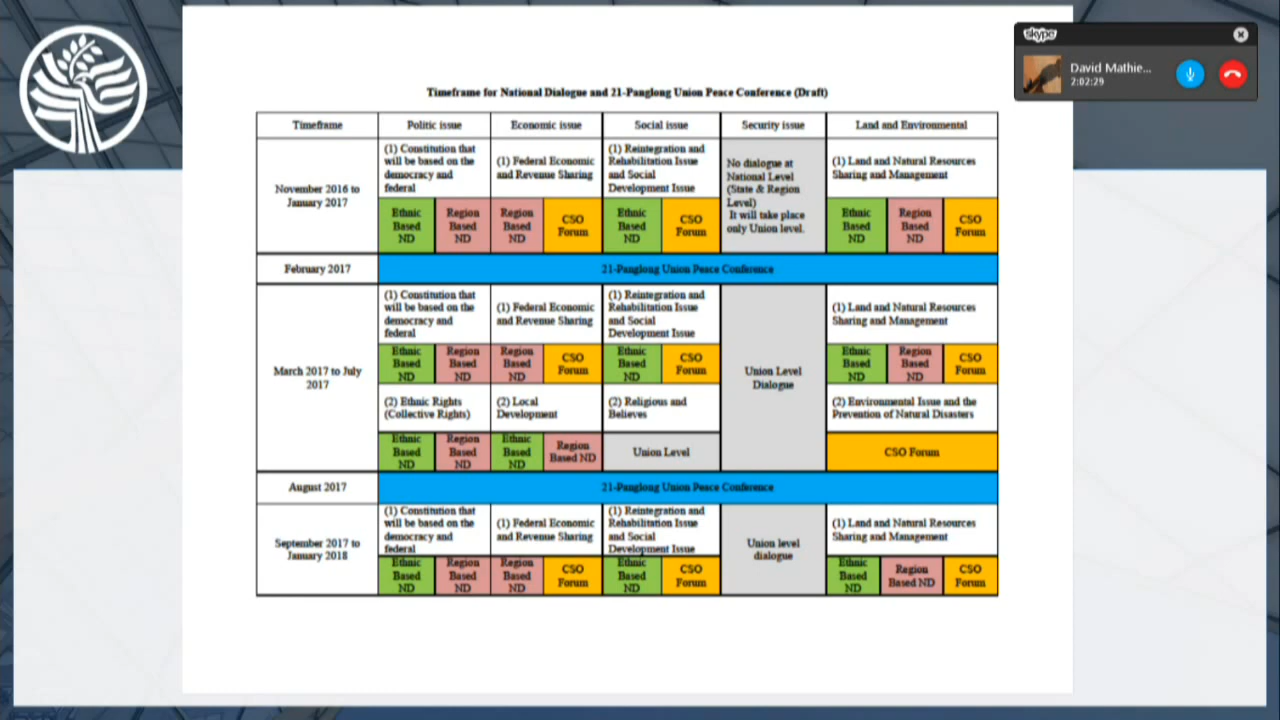 skype
David Mathie...
2:02:29
Timeframe for National Dialogue and 21-Panglong Union Peace Conference (Draft)
Timeframe
Politic issue
Economic issue
Social issue
Security issue
Land and Environmental
November 2016 to
January 2017
(1) Constitution that
will be based on the
democracy and
federal
(1) Federal Economic
and Revenue Sharing
(1) Reintegration and
Rehabilitation Issue
and Social
Development Issue
No dialogue at
National Level
(State & Region
Level)
It will take place
only Union level.
(1) Land and Natural Resources
Sharing and Management
Ethnic
Based
ND
Region
Based
ND
Region
Based
ND
CSO
Forum
Ethnic
Based
ND
CSO
Forum
Ethnic
Based
ND
Region
Based
ND
CSO
Forum
February 2017
21-Panglong Union Peace Conference
March 2017 to July
2017
(1) Constitution that
will be based on the
democracy and
federal
(1) Federal Economic
and Revenue Sharing
(1) Reintegration and
Rehabilitation Issue
and Social
Development Issue
Union Level
Dialogue
(1) Land and Natural Resources
Sharing and Management
Ethnic
Based
ND
Region
Based
ND
Region
Based
ND
CSO
Forum
Ethnic
Based
ND
CSO
Forum
Ethnic
Based
ND
Region
Based
ND
CSO
Forum
(2) Ethnic Rights
(Collective Rights)
(2) Local
Development
(2) Religious and
Believes
(2) Environmental Issue and the
Prevention of Natural Disasters
Ethnic
Based
ND
Region
Based
ND
Ethnic
Based
ND
Region
Based ND
Union Level
CSO Forum
August 2017
21-Panglong Union Peace Conference
September 2017 to
January 2018
(1) Constitution that
will be based on the
democracy and
federal
(1) Federal Economic
and Revenue Sharing
(1) Reintegration and
Rehabilitation Issue
and Social
Development Issue
Union level
dialogue
(1) Land and Natural Resources
Sharing and Management
Ethnic
Based
ND
Region
Based
ND
Region
Based
ND
CSO
Forum
Ethnic
Based
ND
CSO
Forum
Ethnic
Based
ND
Region
Based ND
CSO
Forum